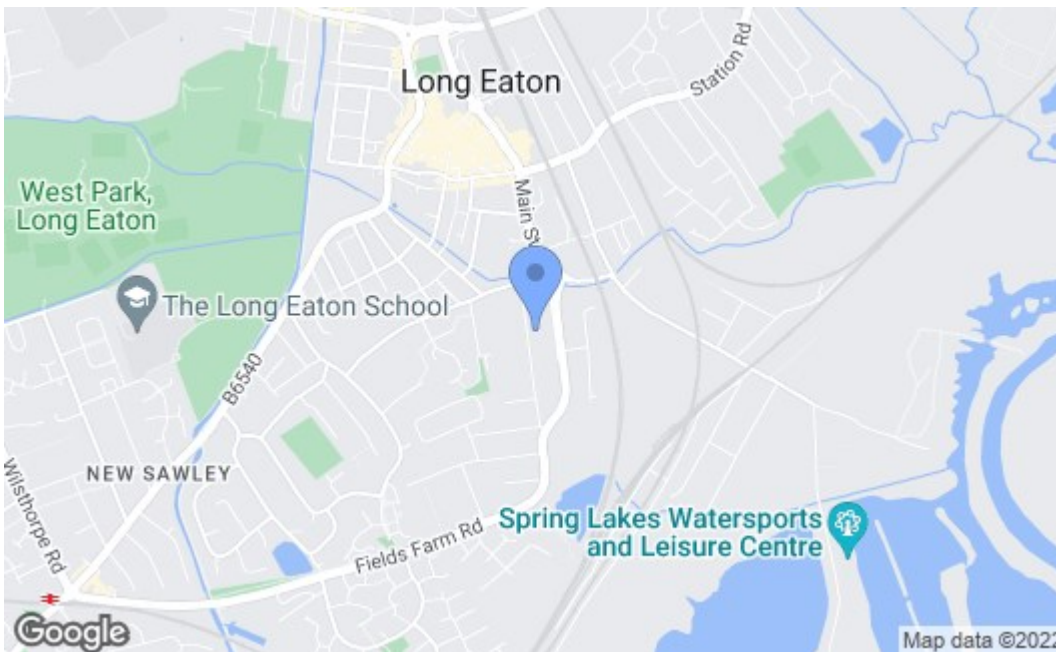 Long Eaton
Station Rd
West Park,
Long Eaton
Main St
The Long Eaton School
B6540
NEW SAWLEY
Wilsthorpe Rd
Spring Lakes Watersports
and Leisure Centre
Fields Farm Rd
Google
Map data ©2022